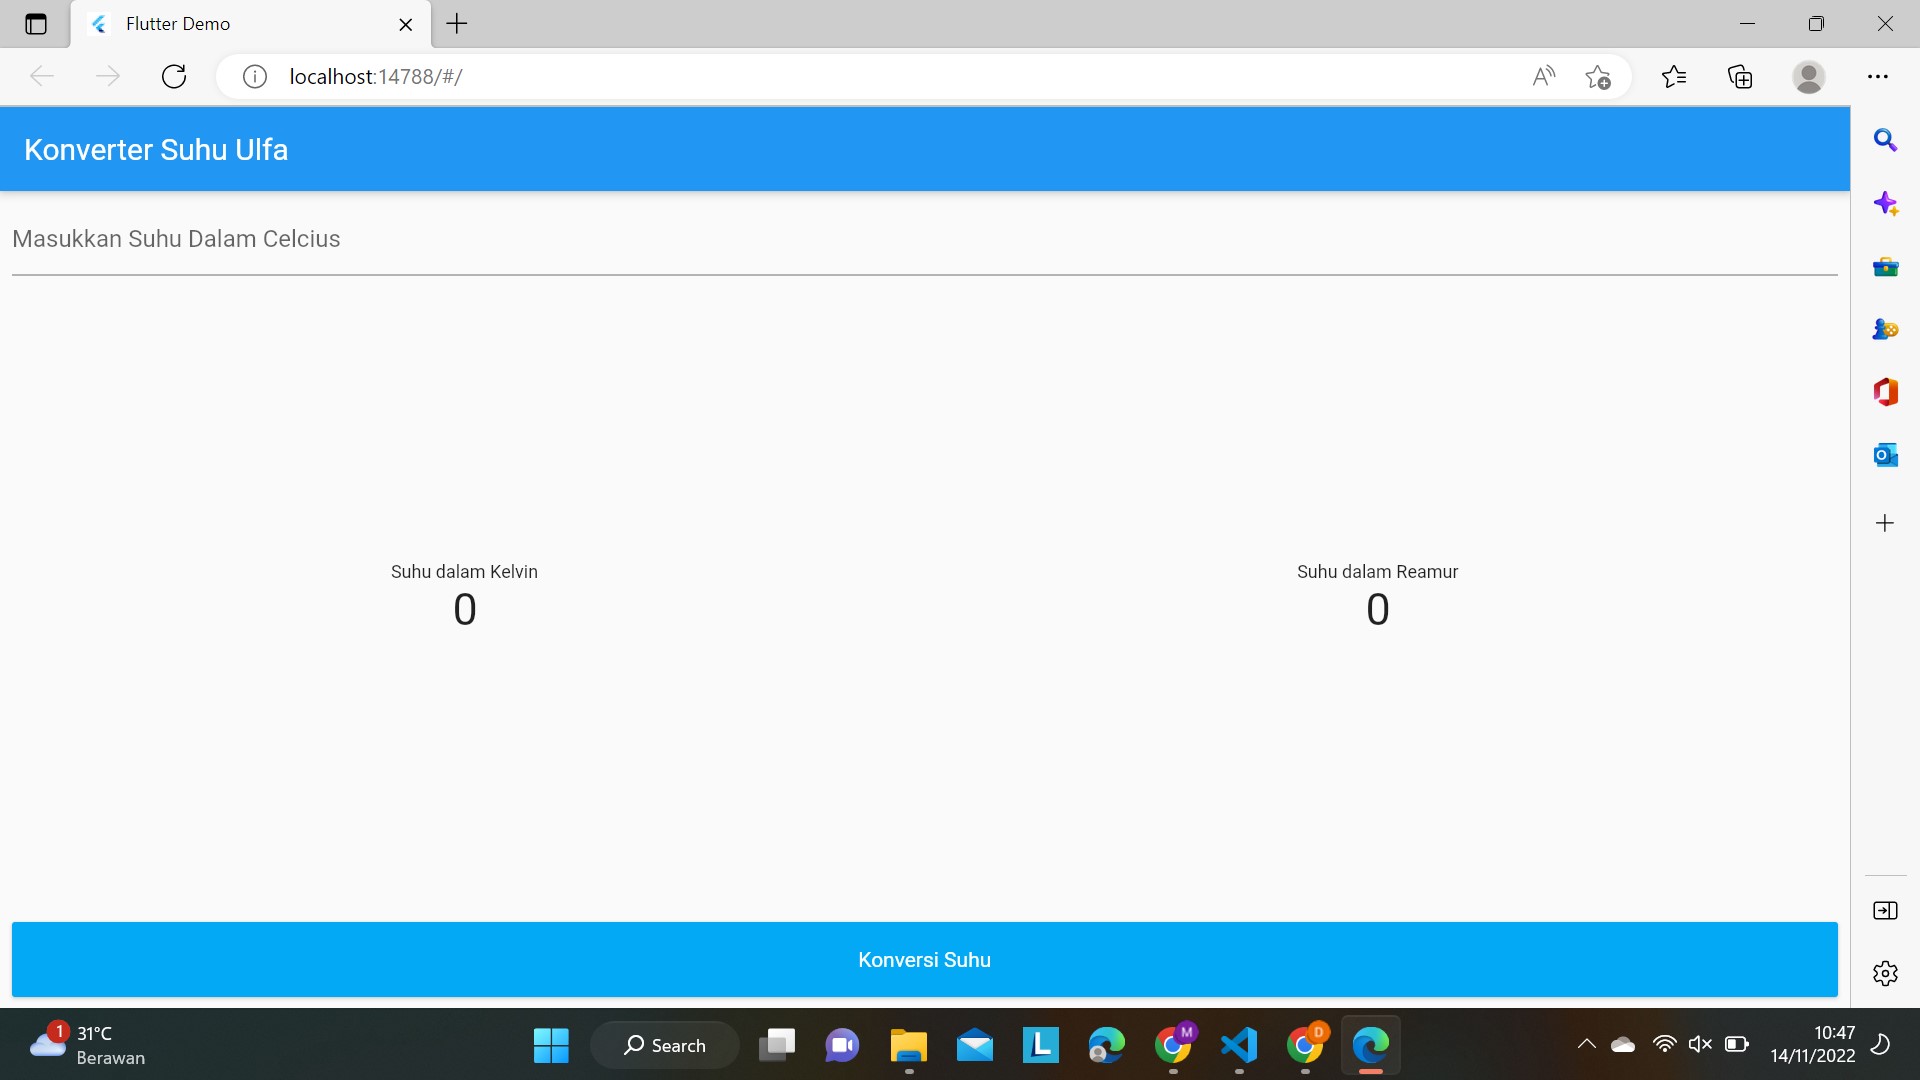 Flutter Demo
localhost:14788/#/
Konverter Suhu Ulfa
Masukkan Suhu Dalam Celcius
Suhu dalam Kelvin
0
Suhu dalam Reamur
0
Konversi Suhu
1
31°C
Berawan
Search
L
M
D
10:47
14/11/2022